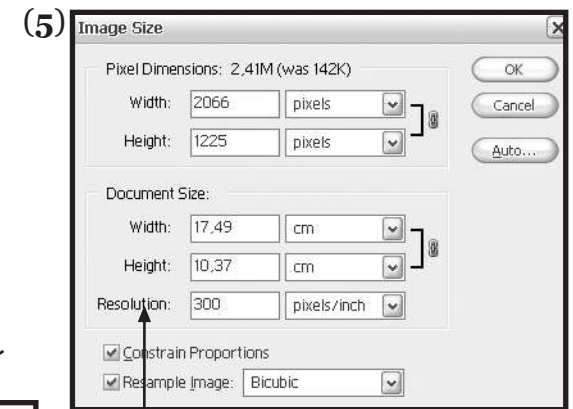 (5)
Image Size
Pixel Dimensions: 2,41M (was 142K)
Width: 2066 pixels
Height: 1225 pixels
Document Size:
Width: 17,49 cm
Height: 10,37 cm
Resolution: 300 pixels/inch
Constrain Proportions
Resample Image: Bicubic
OK
Cancel
Auto...